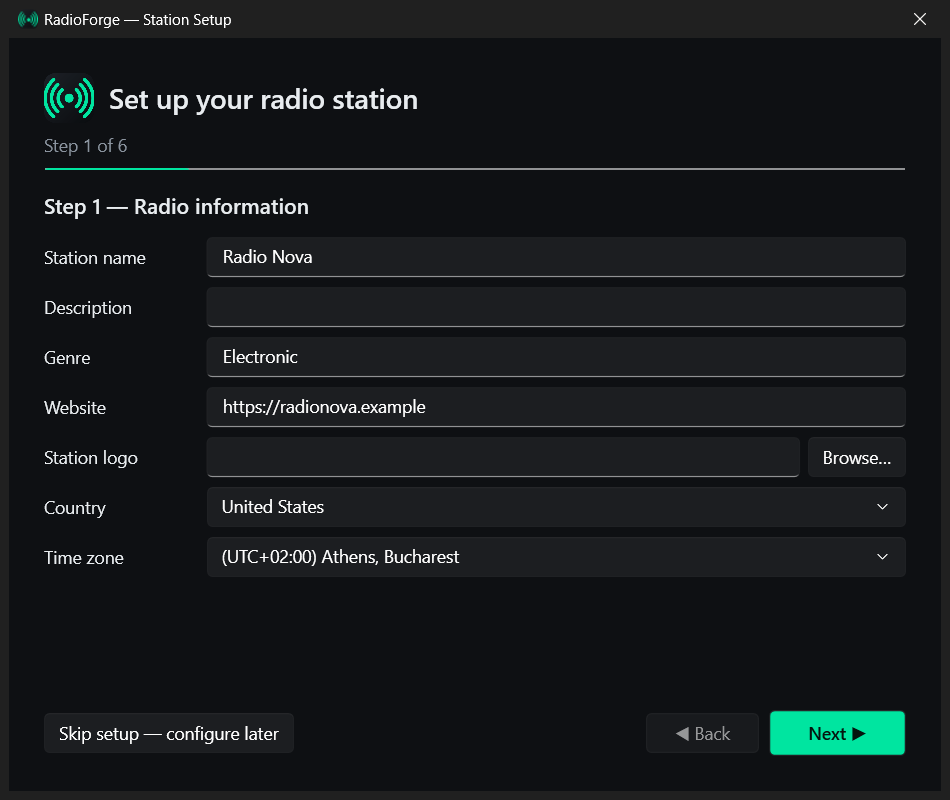 RadioForge — Station Setup
Set up your radio station
Step 1 of 6
Step 1 — Radio information
Station name Radio Nova
Description
Genre Electronic
Website https://radionova.example
Station logo Browse...
Country United States
Time zone (UTC+02:00) Athens, Bucharest
Skip setup — configure later ◀ Back Next ▶